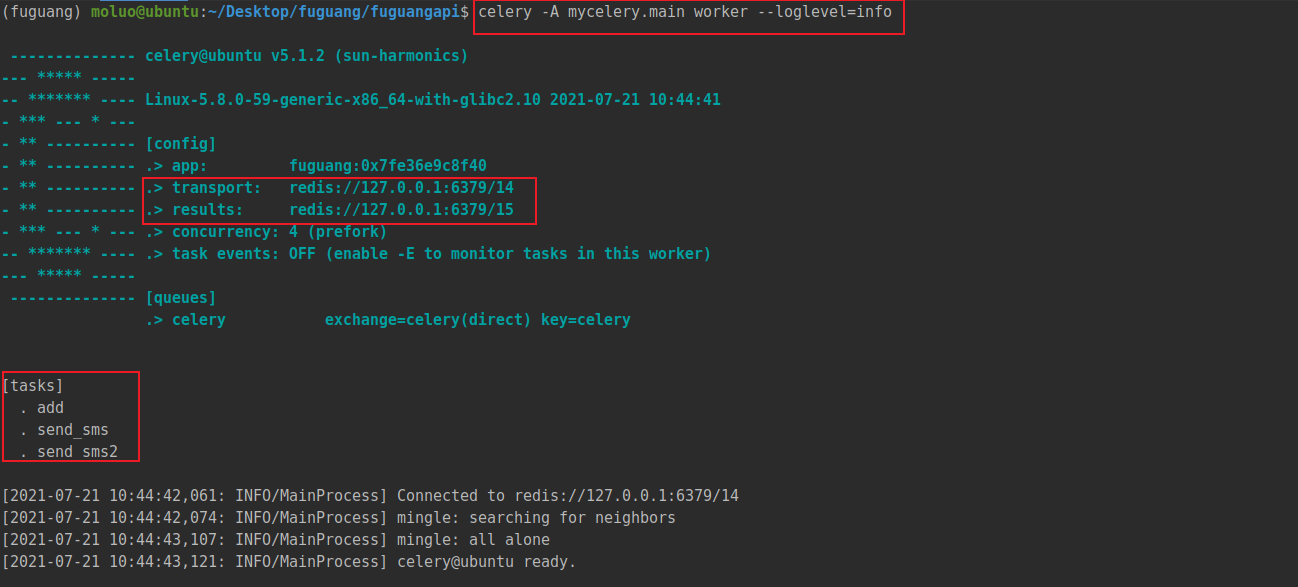 (fuguang) moluo@ubuntu:~/Desktop/fuguang/fuguangapi$ celery -A mycelery.main worker --loglevel=info
 -------------- celery@ubuntu v5.1.2 (sun-harmonics)
--- ***** -----
-- ******* ---- Linux-5.8.0-59-generic-x86_64-with-glibc2.10 2021-07-21 10:44:41
- *** --- * ---
- ** ---------- [config]
- ** ---------- .> app:         fuguang:0x7fe36e9c8f40
- ** ---------- .> transport:   redis://127.0.0.1:6379/14
- ** ---------- .> results:     redis://127.0.0.1:6379/15
- *** --- * --- .> concurrency: 4 (prefork)
-- ******* ---- .> task events: OFF (enable -E to monitor tasks in this worker)
--- ***** -----
 -------------- [queues]
                .> celery           exchange=celery(direct) key=celery
[tasks]
  . add
  . send_sms
  . send_sms2
[2021-07-21 10:44:42,061: INFO/MainProcess] Connected to redis://127.0.0.1:6379/14
[2021-07-21 10:44:42,074: INFO/MainProcess] mingle: searching for neighbors
[2021-07-21 10:44:43,107: INFO/MainProcess] mingle: all alone
[2021-07-21 10:44:43,121: INFO/MainProcess] celery@ubuntu ready.